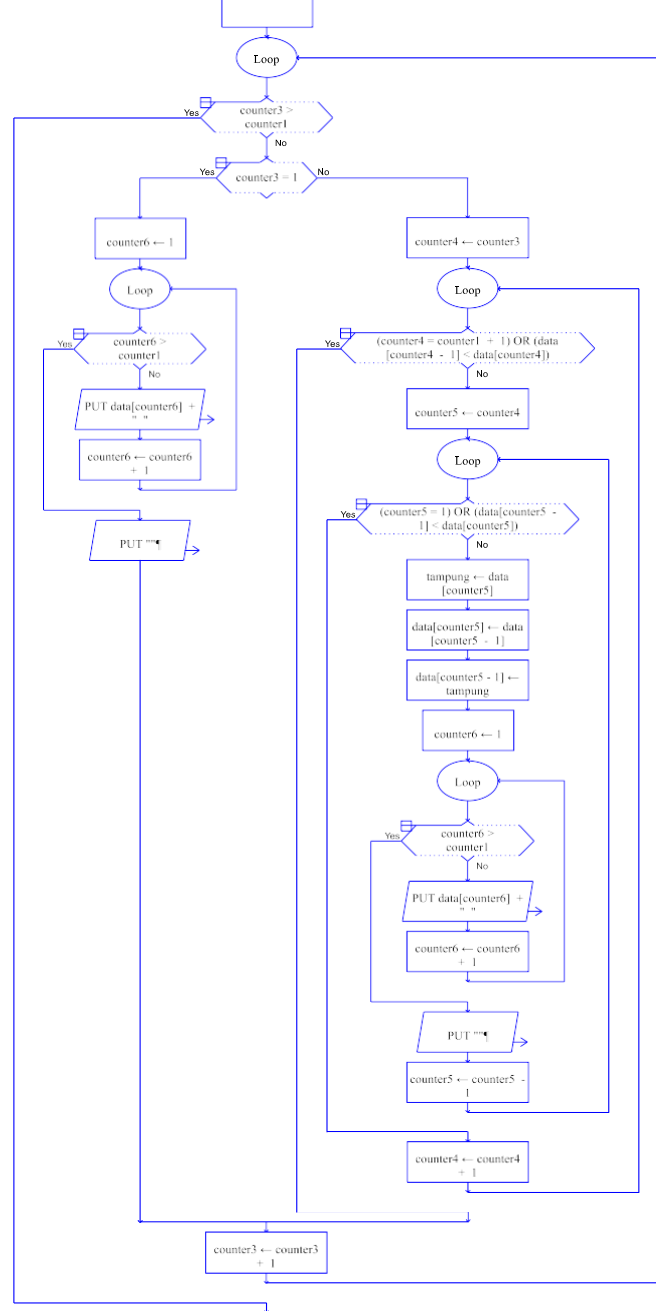 Loop
counter3 >
counter1
Yes
No
counter3 = 1
Yes
No
counter6 ← 1
Loop
counter6 >
counter1
Yes
No
PUT data[counter6] +
" "
counter6 ← counter6
+ 1
PUT ""¶
counter4 ← counter3
Loop
(counter4 = counter1 + 1) OR (data
[counter4 - 1] < data[counter4])
Yes
No
counter5 ← counter4
Loop
(counter5 = 1) OR (data[counter5 -
1] < data[counter5])
Yes
No
tampung ← data
[counter5]
data[counter5] ← data
[counter5 - 1]
data[counter5 - 1] ←
tampung
counter6 ← 1
Loop
counter6 >
counter1
Yes
No
PUT data[counter6] +
" "
counter6 ← counter6
+ 1
PUT ""¶
counter5 ← counter5 -
1
counter4 ← counter4
+ 1
counter3 ← counter3
+ 1